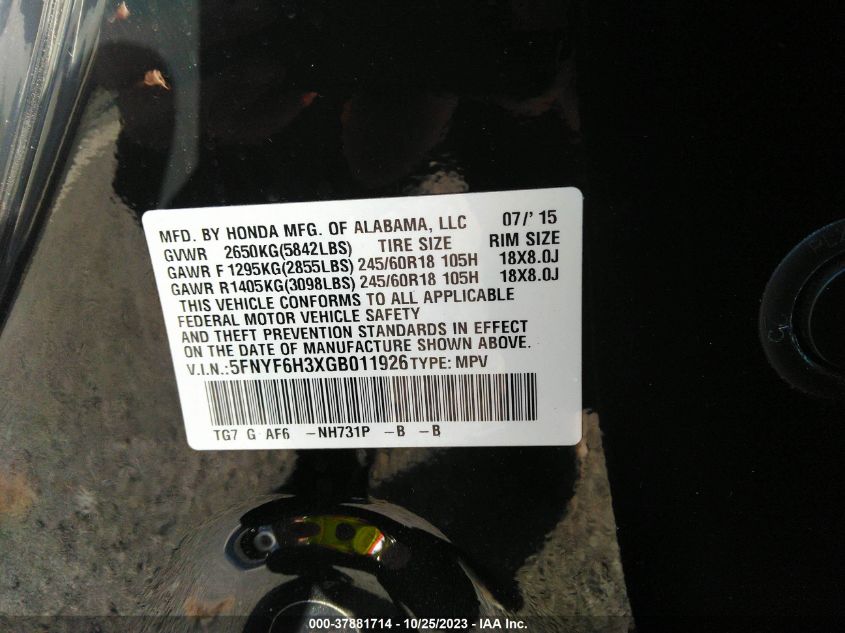 MFD. BY HONDA MFG. OF ALABAMA, LLC 07/' 15
GVWR 2650KG(5842LBS) TIRE SIZE RIM SIZE
GAWR F 1295KG(2855LBS) 245/60R18 105H 18X8.0J
GAWR R1405KG(3098LBS) 245/60R18 105H 18X8.0J
THIS VEHICLE CONFORMS TO ALL APPLICABLE
FEDERAL MOTOR VEHICLE SAFETY
AND THEFT PREVENTION STANDARDS IN EFFECT
ON THE DATE OF MANUFACTURE SHOWN ABOVE.
V.I.N.:5FNYF6H3XGB011926 TYPE: MPV
TG7 G AF6 -NH731P -B -B
000-37881714 - 10/25/2023 - IAA Inc.